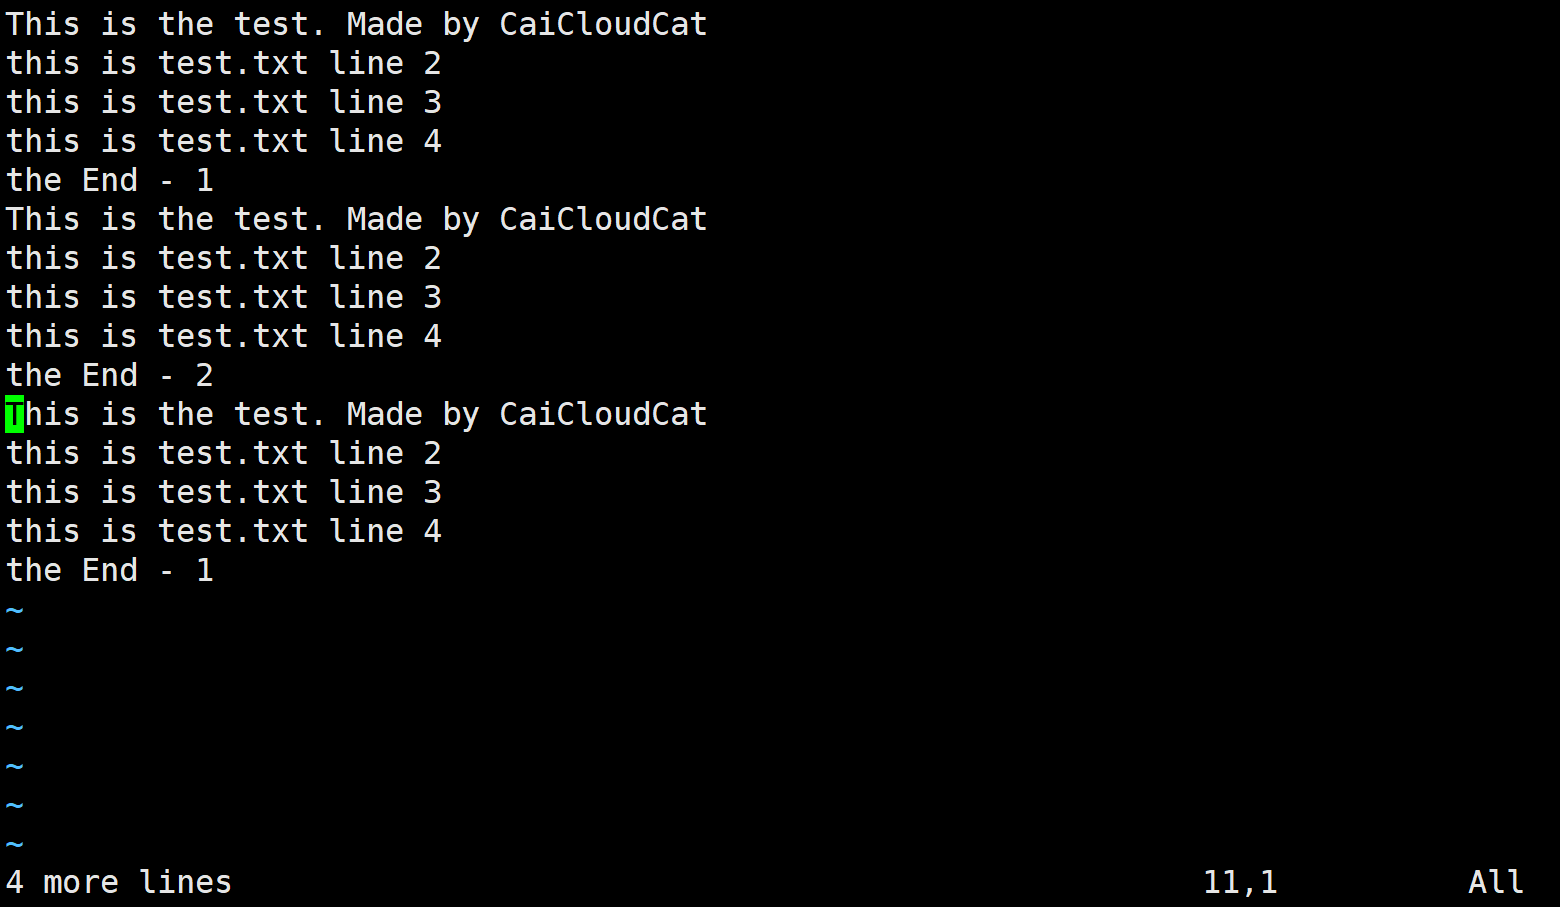 This is the test. Made by CaiCloudCat
this is test.txt line 2
this is test.txt line 3
this is test.txt line 4
the End - 1
This is the test. Made by CaiCloudCat
this is test.txt line 2
this is test.txt line 3
this is test.txt line 4
the End - 2
This is the test. Made by CaiCloudCat
this is test.txt line 2
this is test.txt line 3
this is test.txt line 4
the End - 1
~
~
~
~
~
~
~
4 more lines 11,1 All